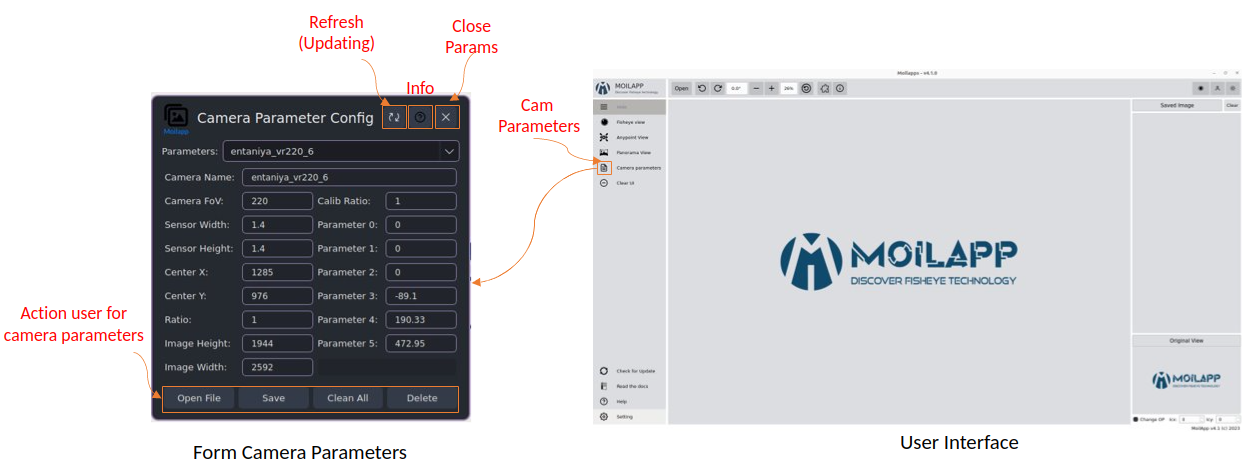 Refresh
(Updating)
Close
Params
Info
Cam
Parameters
Action user for
camera parameters
Moilapp
Camera Parameter Config
Parameters: entaniya_vr220_6
Camera Name: entaniya_vr220_6
Camera FoV: 220 Calib Ratio: 1
Sensor Width: 1.4 Parameter 0: 0
Sensor Height: 1.4 Parameter 1: 0
Center X: 1285 Parameter 2: 0
Center Y: 976 Parameter 3: -89.1
Ratio: 1 Parameter 4: 190.33
Image Height: 1944 Parameter 5: 472.95
Image Width: 2592
Open File Save Clean All Delete
Form Camera Parameters
Moilapps - v4.1.0
MOILAPP
Discover Fisheye Technology
Open 0.0° 26%
Saved Image Clear
Fisheye view
Anypoint View
Panorama View
Camera parameters
Clear UI
MOILAPP
DISCOVER FISHEYE TECHNOLOGY
Original View
MOILAPP
Check for Update
Read the docs
Help
Setting
Change OP
User Interface